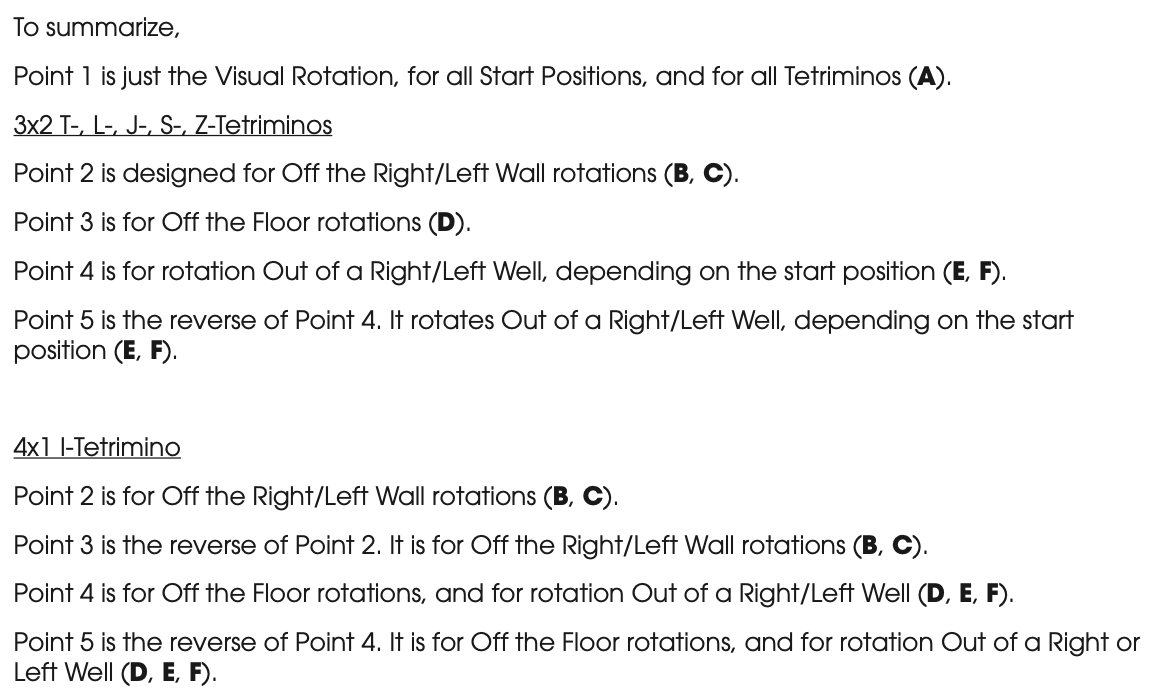 To summarize,
Point 1 is just the Visual Rotation, for all Start Positions, and for all Tetriminos (A).
3x2 T-, L-, J-, S-, Z-Tetriminos
Point 2 is designed for Off the Right/Left Wall rotations (B, C).
Point 3 is for Off the Floor rotations (D).
Point 4 is for rotation Out of a Right/Left Well, depending on the start position (E, F).
Point 5 is the reverse of Point 4. It rotates Out of a Right/Left Well, depending on the start
position (E, F).
4x1 I-Tetrimino
Point 2 is for Off the Right/Left Wall rotations (B, C).
Point 3 is the reverse of Point 2. It is for Off the Right/Left Wall rotations (B, C).
Point 4 is for Off the Floor rotations, and for rotation Out of a Right/Left Well (D, E, F).
Point 5 is the reverse of Point 4. It is for Off the Floor rotations, and for rotation Out of a Right or
Left Well (D, E, F).